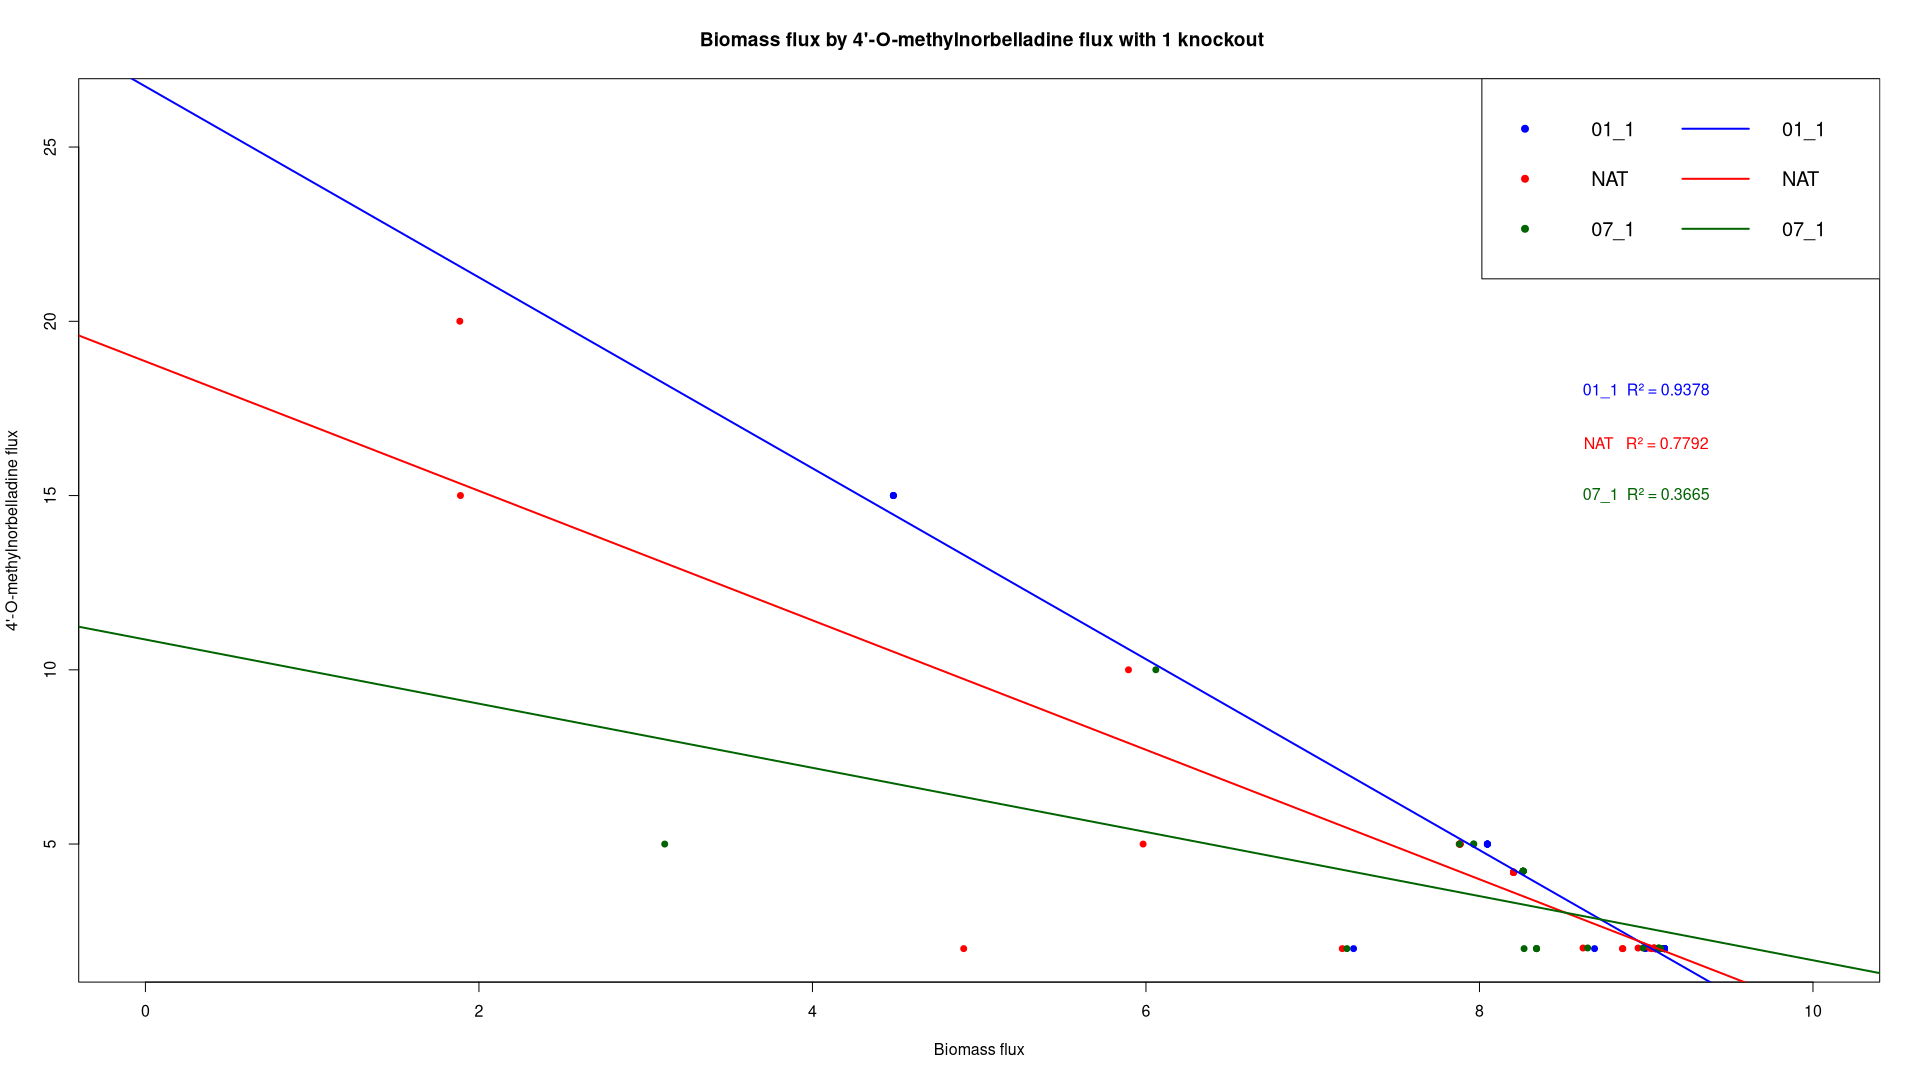 Biomass flux by 4'-O-methylnorbelladine flux with 1 knockout
01_1 01_1
NAT NAT
07_1 07_1
01_1 R² = 0.9378
NAT R² = 0.7792
07_1 R² = 0.3665
4'-O-methylnorbelladine flux
25
20
15
10
5
0 2 4 6 8 10
Biomass flux